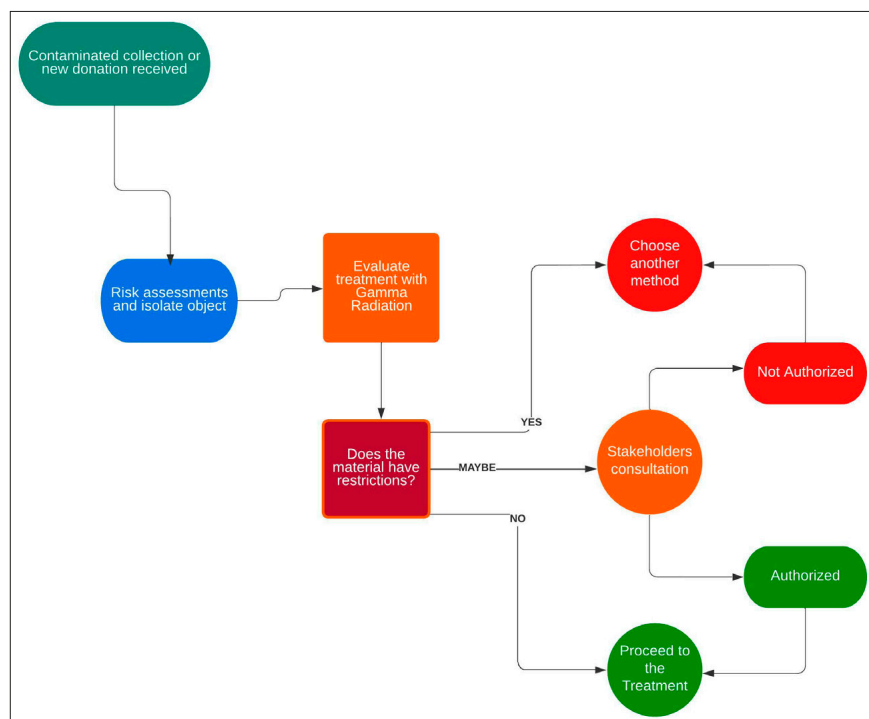 Contaminated collection or
new donation received
Risk assessments
and isolate object
Evaluate
treatment with
Gamma
Radiation
Choose
another
method
Not Authorized
YES
Does the
material have
restrictions?
MAYBE
Stakeholders
consultation
NO
Authorized
Proceed to
the
Treatment